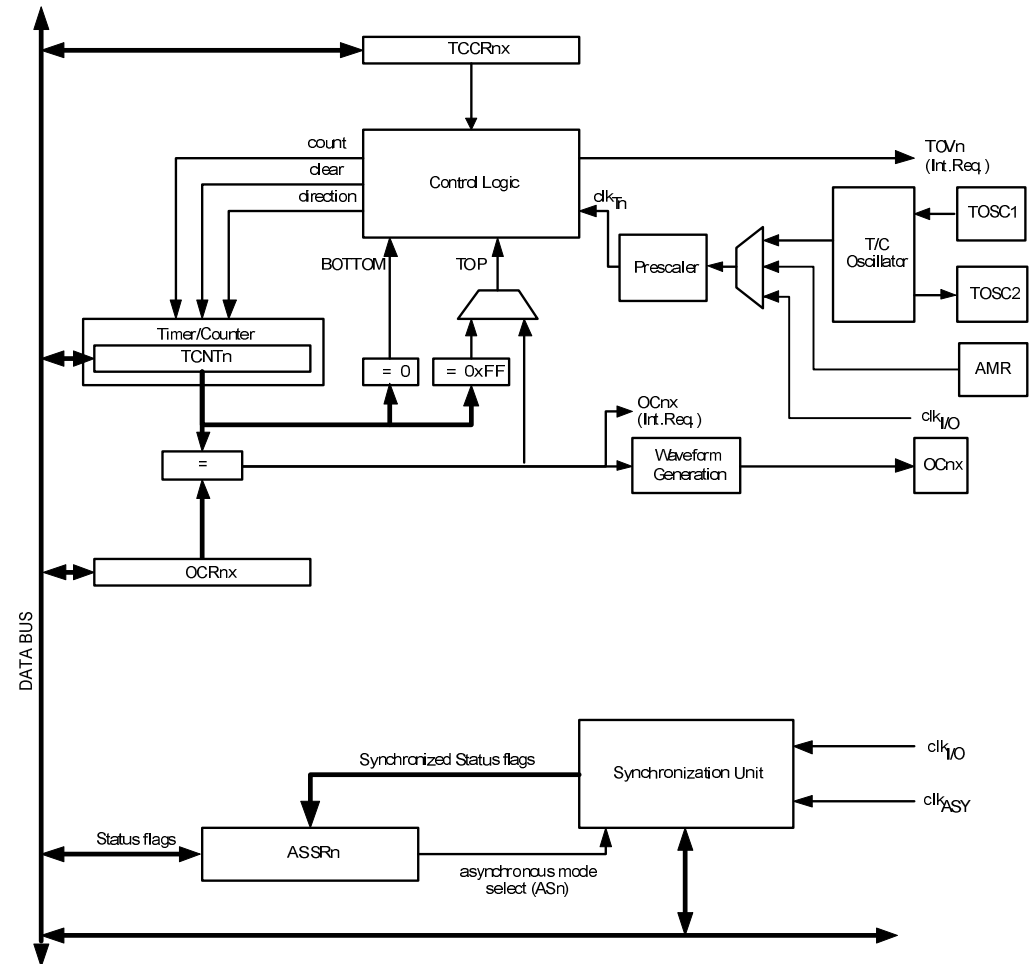 TCCRnx
count
clear
direction
Control Logic
TOVn
(Int.Req.)
clkTn
TOSC1
T/C
Oscillator
Prescaler
BOTTOM
TOP
TOSC2
Timer/Counter
TCNTn
= 0
= 0xFF
AMR
OCnx
(Int.Req.)
clkI/O
=
Waveform
Generation
OCnx
OCRnx
DATA BUS
Synchronized Status flags
Synchronization Unit
clkI/O
clkASY
Status flags
ASSRn
asynchronous mode
select (ASn)